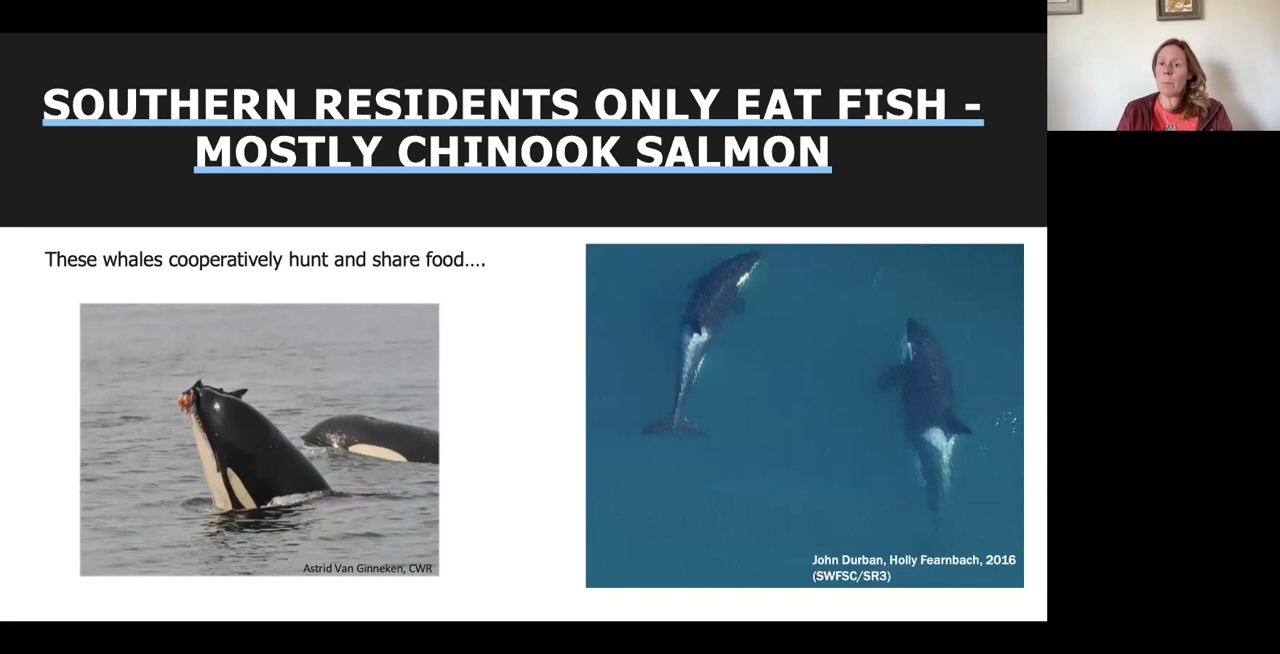 SOUTHERN RESIDENTS ONLY EAT FISH -
MOSTLY CHINOOK SALMON
These whales cooperatively hunt and share food....
Astrid Van Ginneken, CWR
John Durban, Holly Fearnbach, 2016
(SWFSC/SR3)